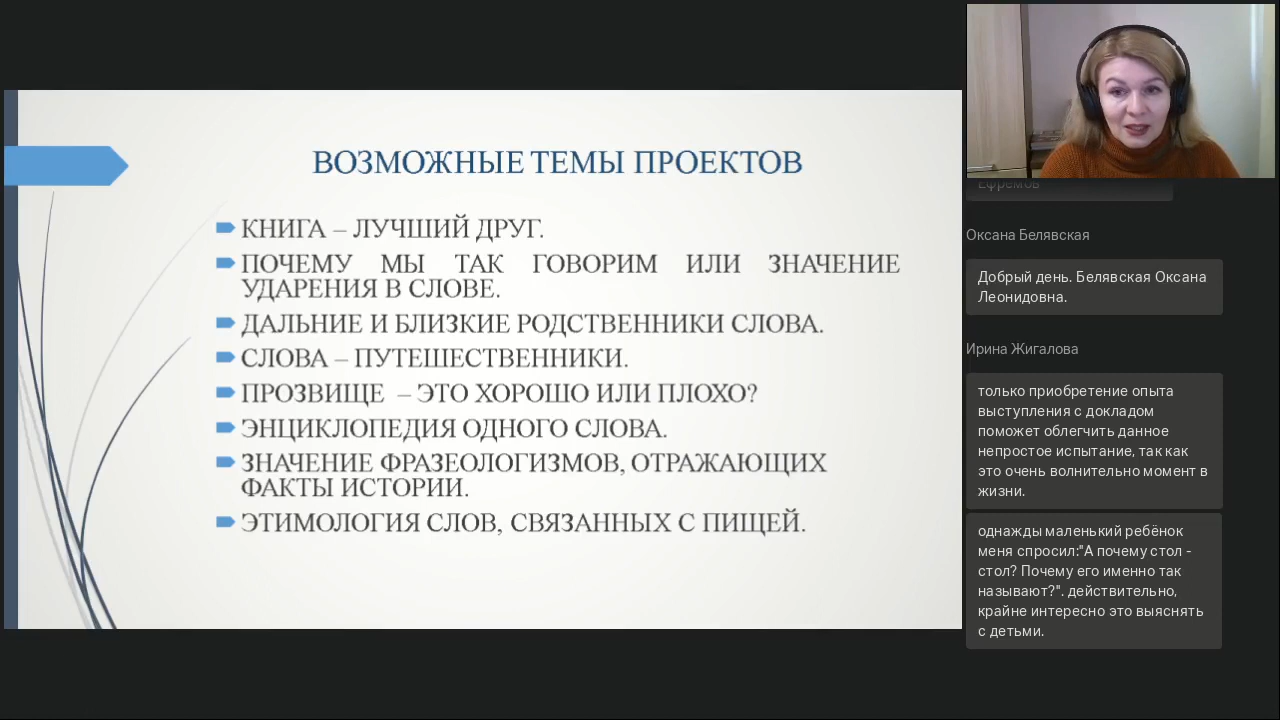 ВОЗМОЖНЫЕ ТЕМЫ ПРОЕКТОВ
КНИГА – ЛУЧШИЙ ДРУГ.
ПОЧЕМУ МЫ ТАК ГОВОРИМ ИЛИ ЗНАЧЕНИЕ
УДАРЕНИЯ В СЛОВЕ.
ДАЛЬНИЕ И БЛИЗКИЕ РОДСТВЕННИКИ СЛОВА.
СЛОВА – ПУТЕШЕСТВЕННИКИ.
ПРОЗВИЩЕ – ЭТО ХОРОШО ИЛИ ПЛОХО?
ЭНЦИКЛОПЕДИЯ ОДНОГО СЛОВА.
ЗНАЧЕНИЕ ФРАЗЕОЛОГИЗМОВ, ОТРАЖАЮЩИХ
ФАКТЫ ИСТОРИИ.
ЭТИМОЛОГИЯ СЛОВ, СВЯЗАННЫХ С ПИЩЕЙ.
Ефремов
Оксана Белявская
Добрый день. Белявская Оксана
Леонидовна.
Ирина Жигалова
только приобретение опыта
выступления с докладом
поможет облегчить данное
непростое испытание, так как
это очень волнительно момент в
жизни.
однажды маленький ребёнок
меня спросил:"А почему стол -
стол? Почему его именно так
называют?". действительно,
крайне интересно это выяснять
с детьми.